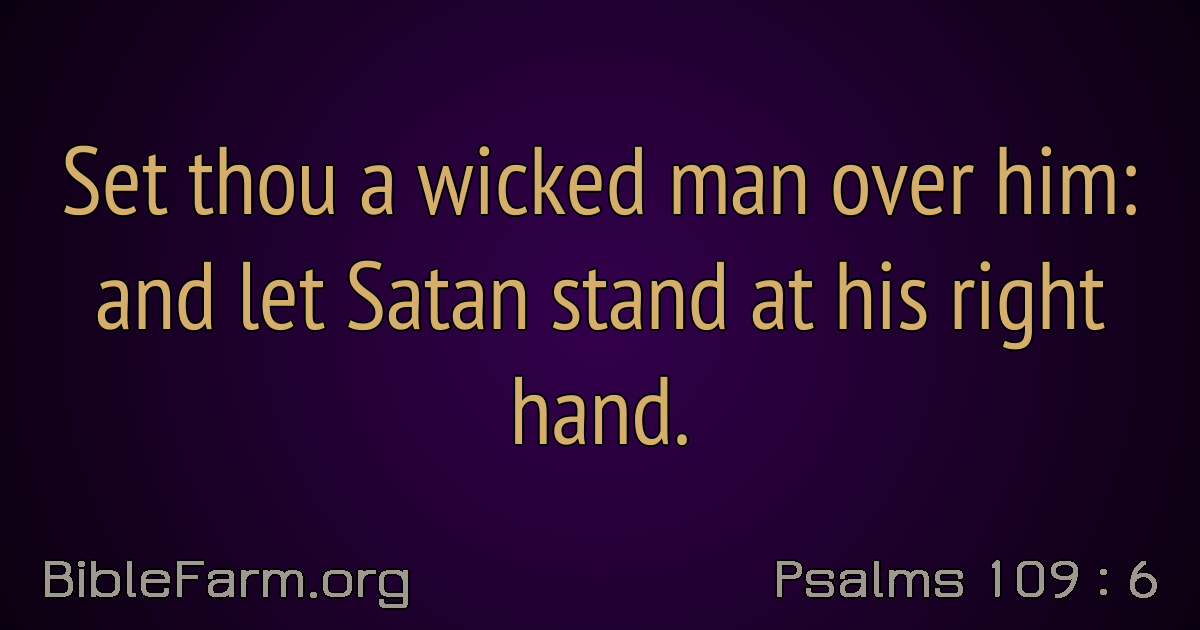 Set thou a wicked man over him:
and let Satan stand at his right
hand.
BibleFarm.org
Psalms 109 : 6